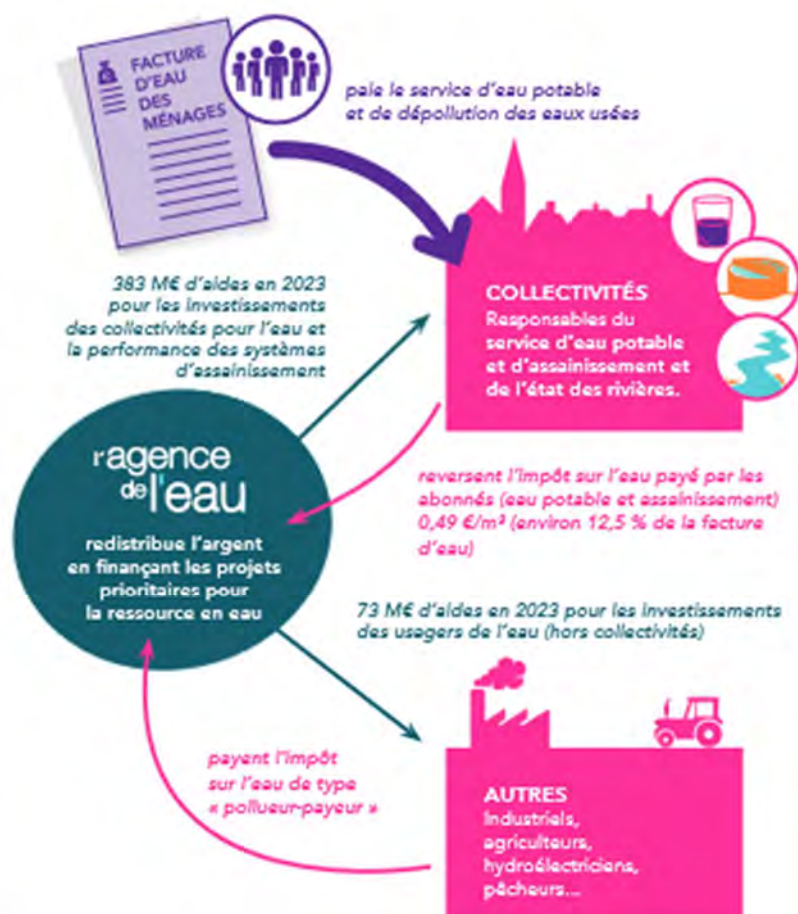 FACTURE
D'EAU
DES
MÉNAGES
paie le service d'eau potable
et de dépollution des eaux usées
383 M€ d'aides en 2023
pour les investissements
des collectivités pour l'eau et
la performance des systèmes
d'assainissement
COLLECTIVITÉS
Responsables du
service d'eau potable
et d'assainissement et
de l'état des rivières.
l'agence
de l'eau
redistribue l'argent
en finançant les projets
prioritaires pour
la ressource en eau
reversent l'impôt sur l'eau payé par les
abonnés (eau potable et assainissement)
0,49 €/m³ (environ 12,5 % de la facture
d'eau)
73 M€ d'aides en 2023 pour les investissements
des usagers de l'eau (hors collectivités)
payent l'impôt
sur l'eau de type
« pollueur-payeur »
AUTRES
Industriels,
agriculteurs,
hydroélectriciens,
pêcheurs...